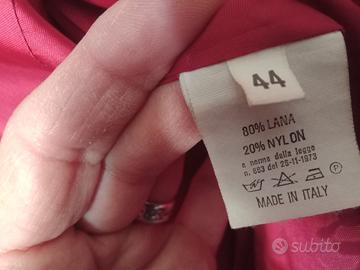 44
80% LANA
20% NYLON
a norma della legge
n. 883 del 26-11-1973
P
MADE IN ITALY
subito